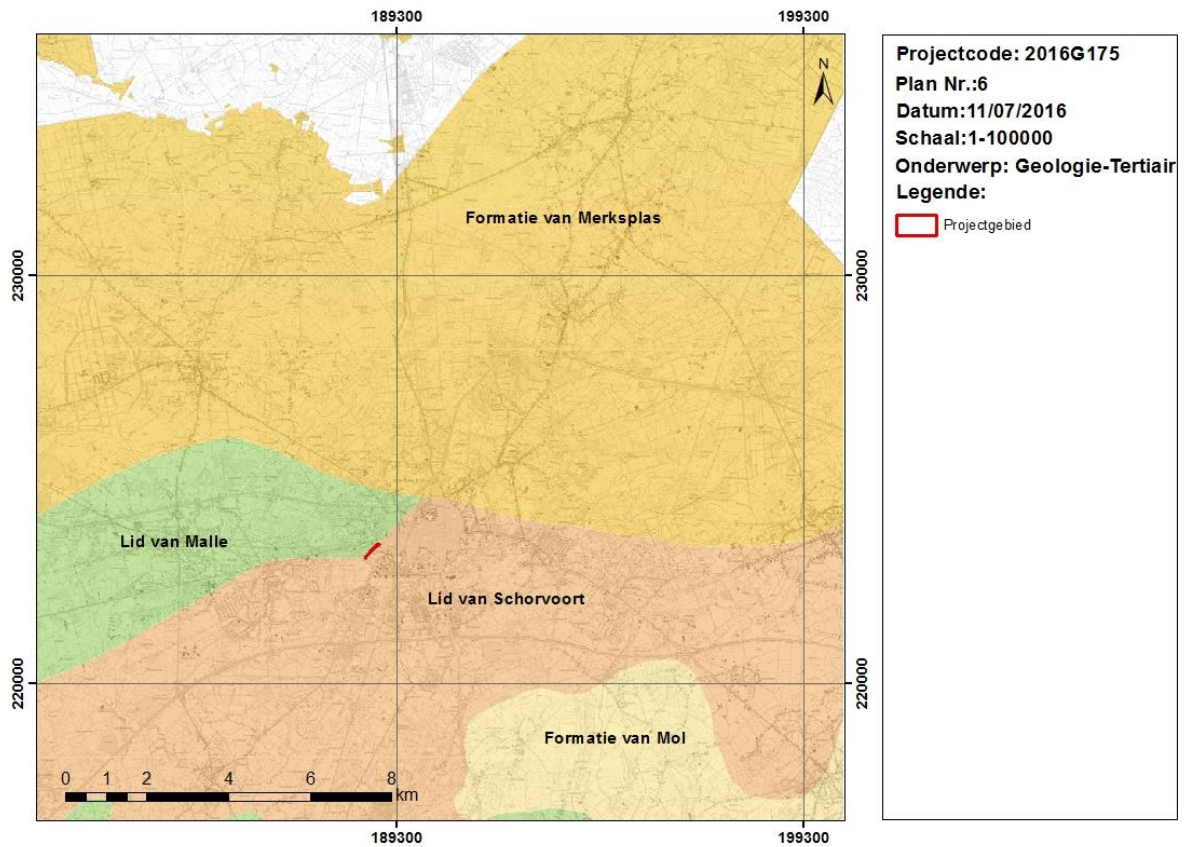 189300
199300
N
Formatie van Merksplas
230000
230000
Lid van Malle
Lid van Schorvoort
220000
220000
Formatie van Mol
0 1 2 4 6 8
km
189300
199300
Projectcode: 2016G175
Plan Nr.:6
Datum:11/07/2016
Schaal:1-100000
Onderwerp: Geologie-Tertiair
Legende:
Projectgebied